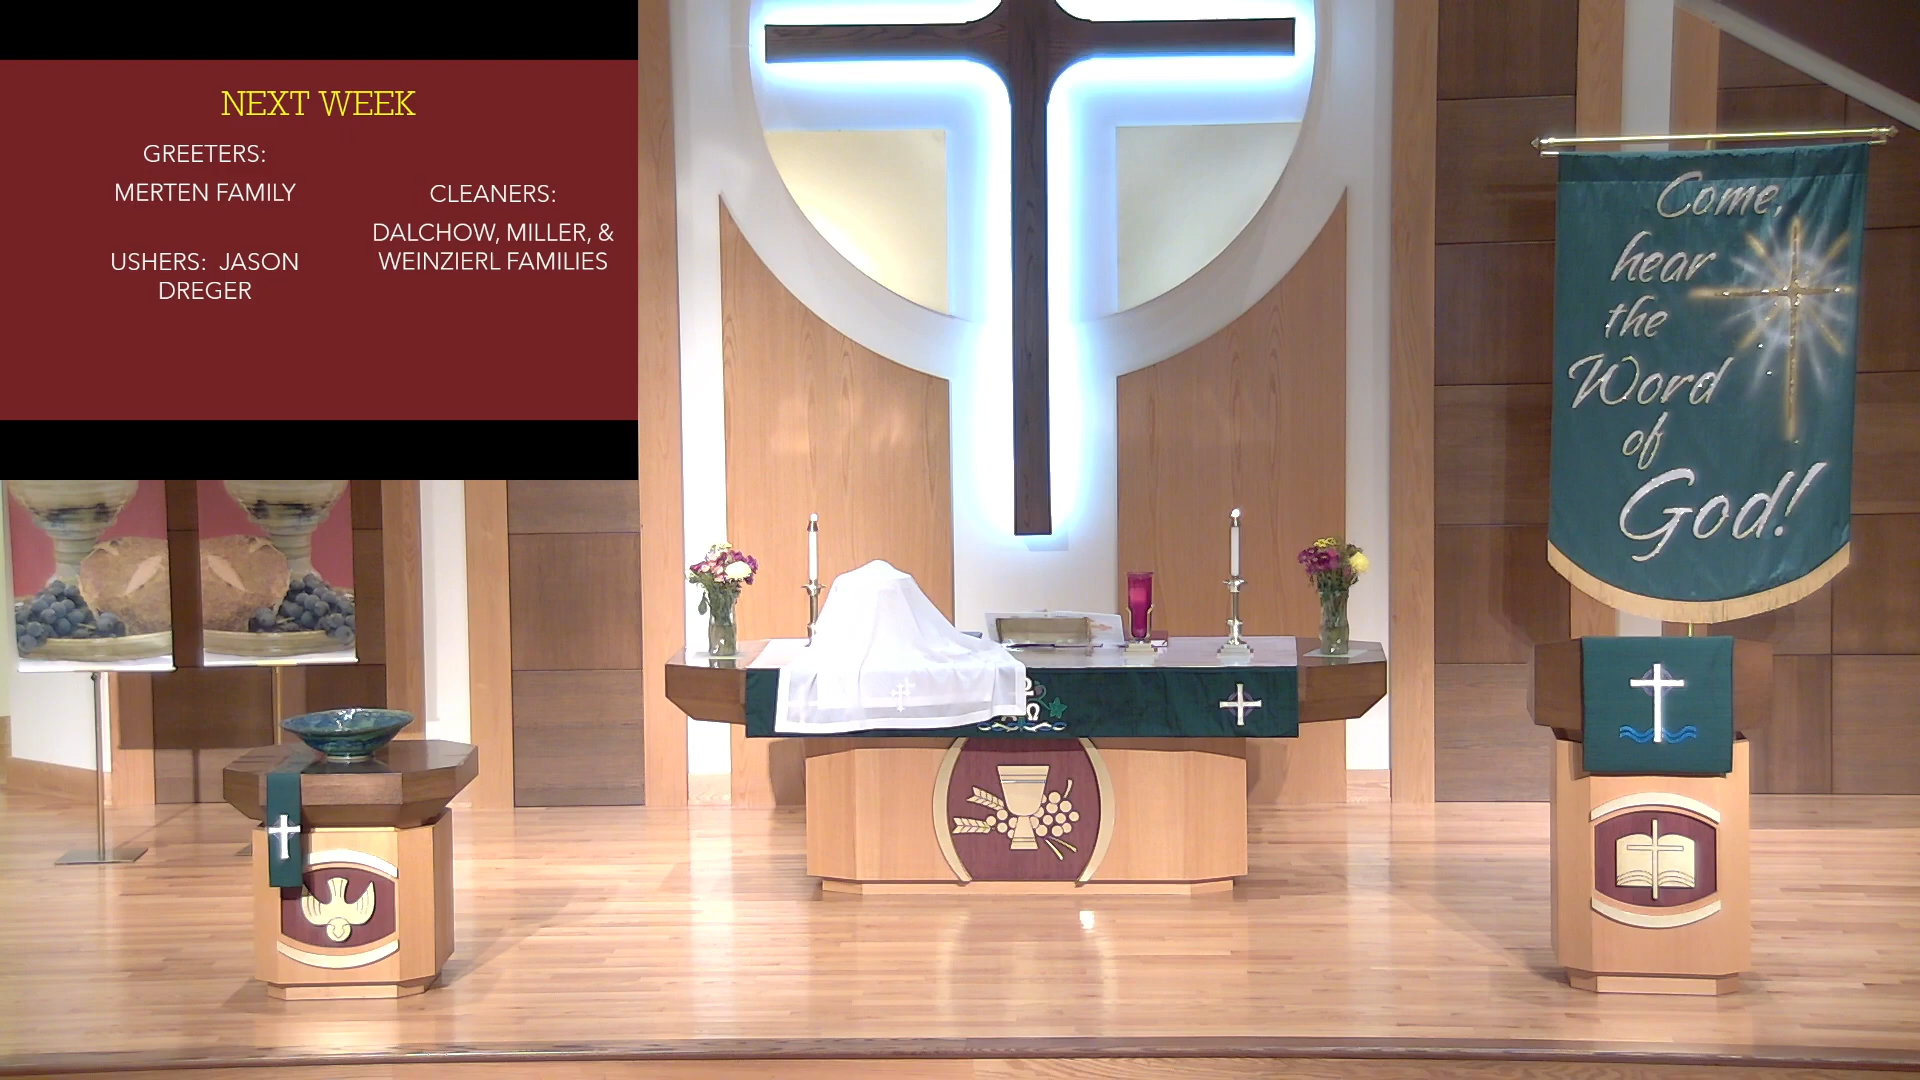 NEXT WEEK
GREETERS:
MERTEN FAMILY
USHERS: JASON
DREGER
CLEANERS:
DALCHOW, MILLER, &
WEINZIERL FAMILIES
Come,
hear
the
Word
of
God!